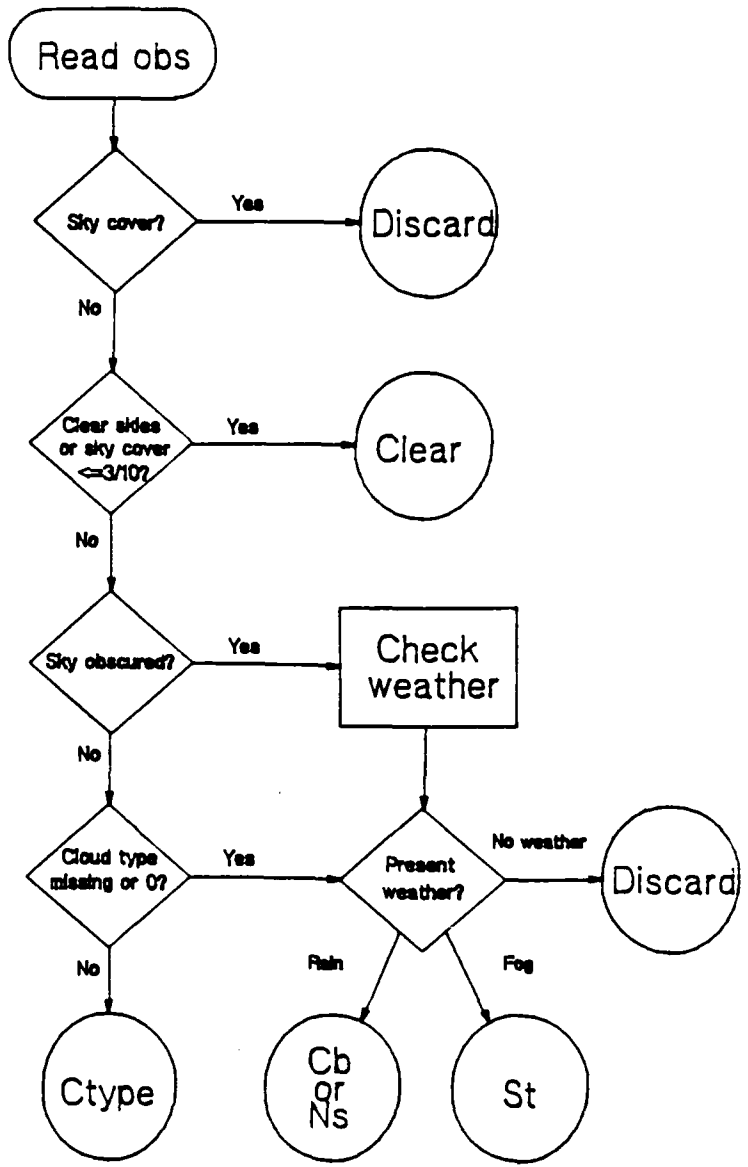 Read obs
Sky cover?
Yes
Discard
No
Clear skies
or sky cover
<=3/10?
Yes
Clear
No
Sky obscured?
Yes
Check
weather
No
Cloud type
missing or 0?
Yes
Present
weather?
No weather
Discard
No
Rain
Fog
Ctype
Cb
or
Ns
St